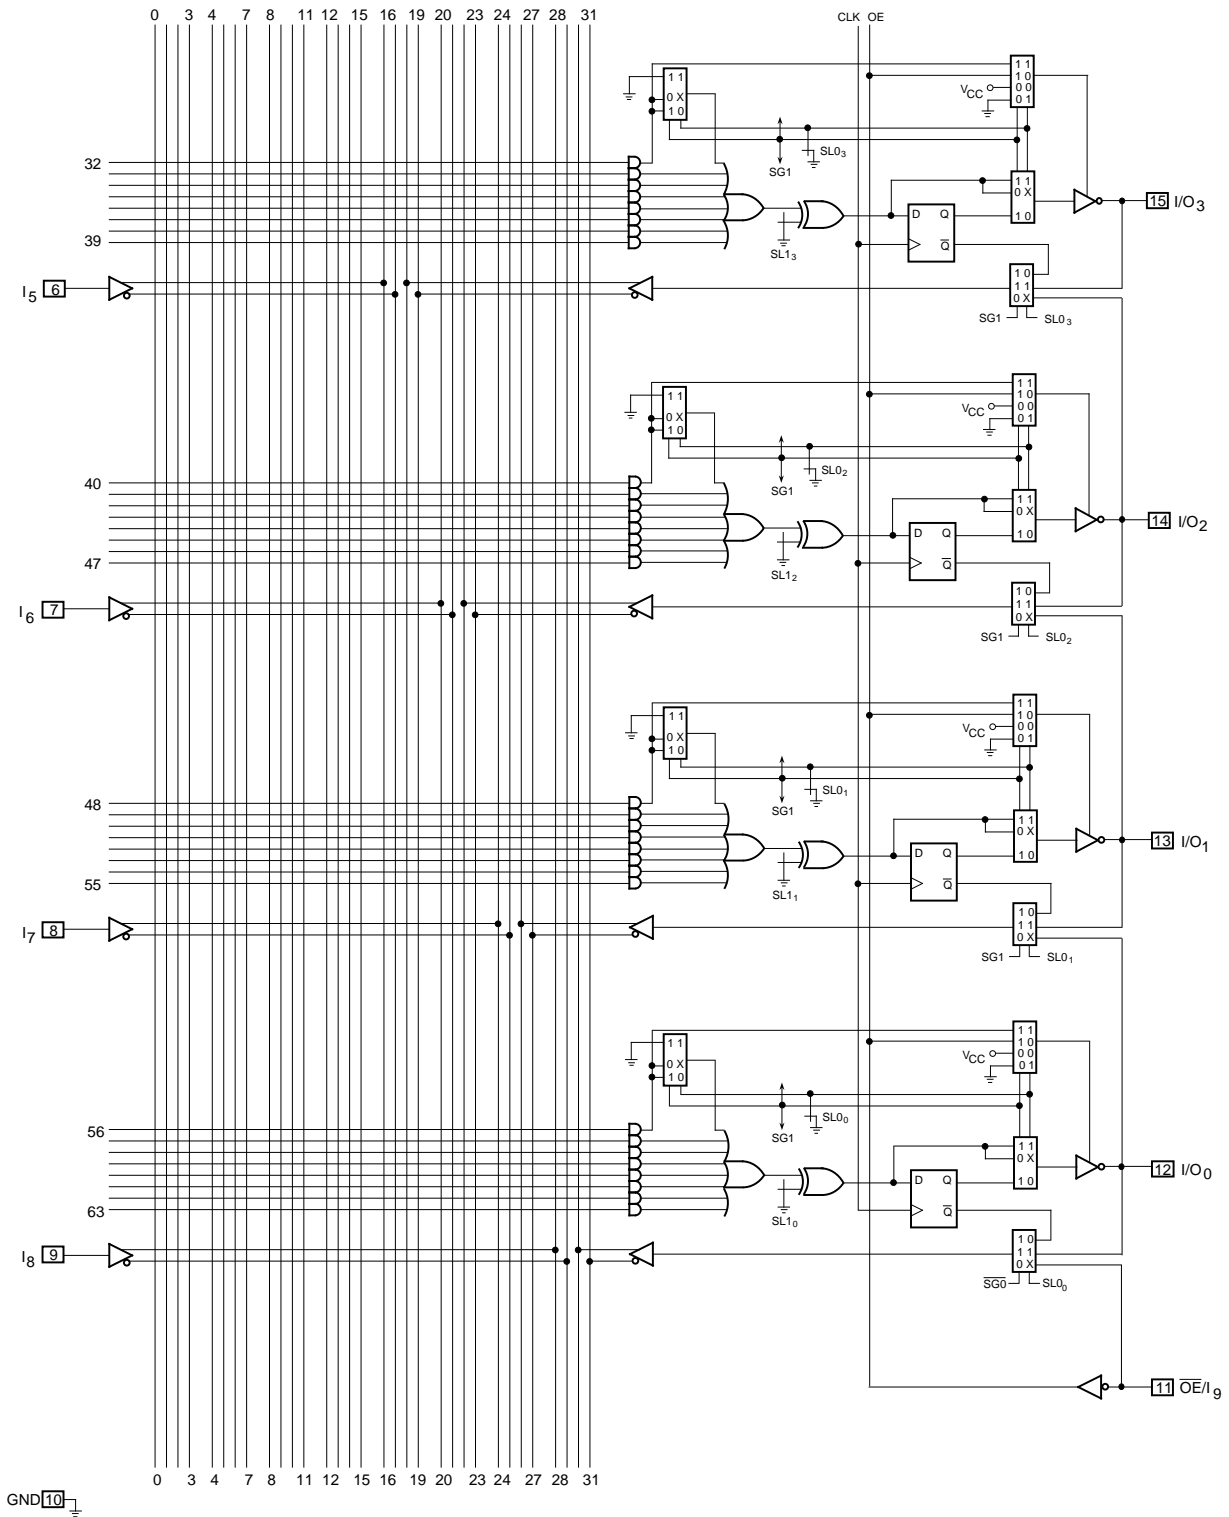 0 3 4 7 8 11 12 15 16 19 20 23 24 27 28 31
CLK OE
1 1
0 X
1 0
1 1
1 0
0 0
0 1
VCC
SL03
SG1
32
39
SL13
D Q
Q̅
1 1
0 X
1 0
15 I/O3
I5 6
1 0
1 1
0 X
SG1 SL03
1 1
0 X
1 0
1 1
1 0
0 0
0 1
VCC
SL02
SG1
40
47
SL12
D Q
Q̅
1 1
0 X
1 0
14 I/O2
I6 7
1 0
1 1
0 X
SG1 SL02
1 1
0 X
1 0
1 1
1 0
0 0
0 1
VCC
SL01
SG1
48
55
SL11
D Q
Q̅
1 1
0 X
1 0
13 I/O1
I7 8
1 0
1 1
0 X
SG1 SL01
1 1
0 X
1 0
1 1
1 0
0 0
0 1
VCC
SL00
SG1
56
63
SL10
D Q
Q̅
1 1
0 X
1 0
12 I/O0
I8 9
1 0
1 1
0 X
S̅G̅0̅ SL00
11 O̅E̅/I9
0 3 4 7 8 11 12 15 16 19 20 23 24 27 28 31
GND 10